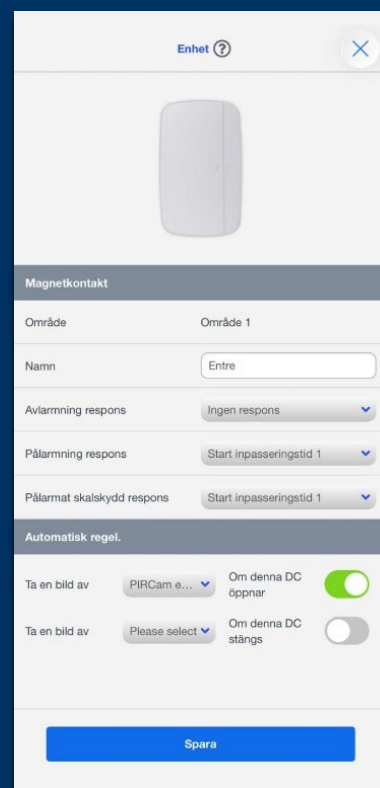 Enhet ?
Magnetkontakt
Område Område 1
Namn Entre
Avlarmning respons Ingen respons
Pålarmning respons Start inpasseringstid 1
Pålarmat skalskydd respons Start inpasseringstid 1
Automatisk regel.
Ta en bild av PIRCam e... Om denna DC
öppnar
Ta en bild av Please select Om denna DC
stängs
Spara